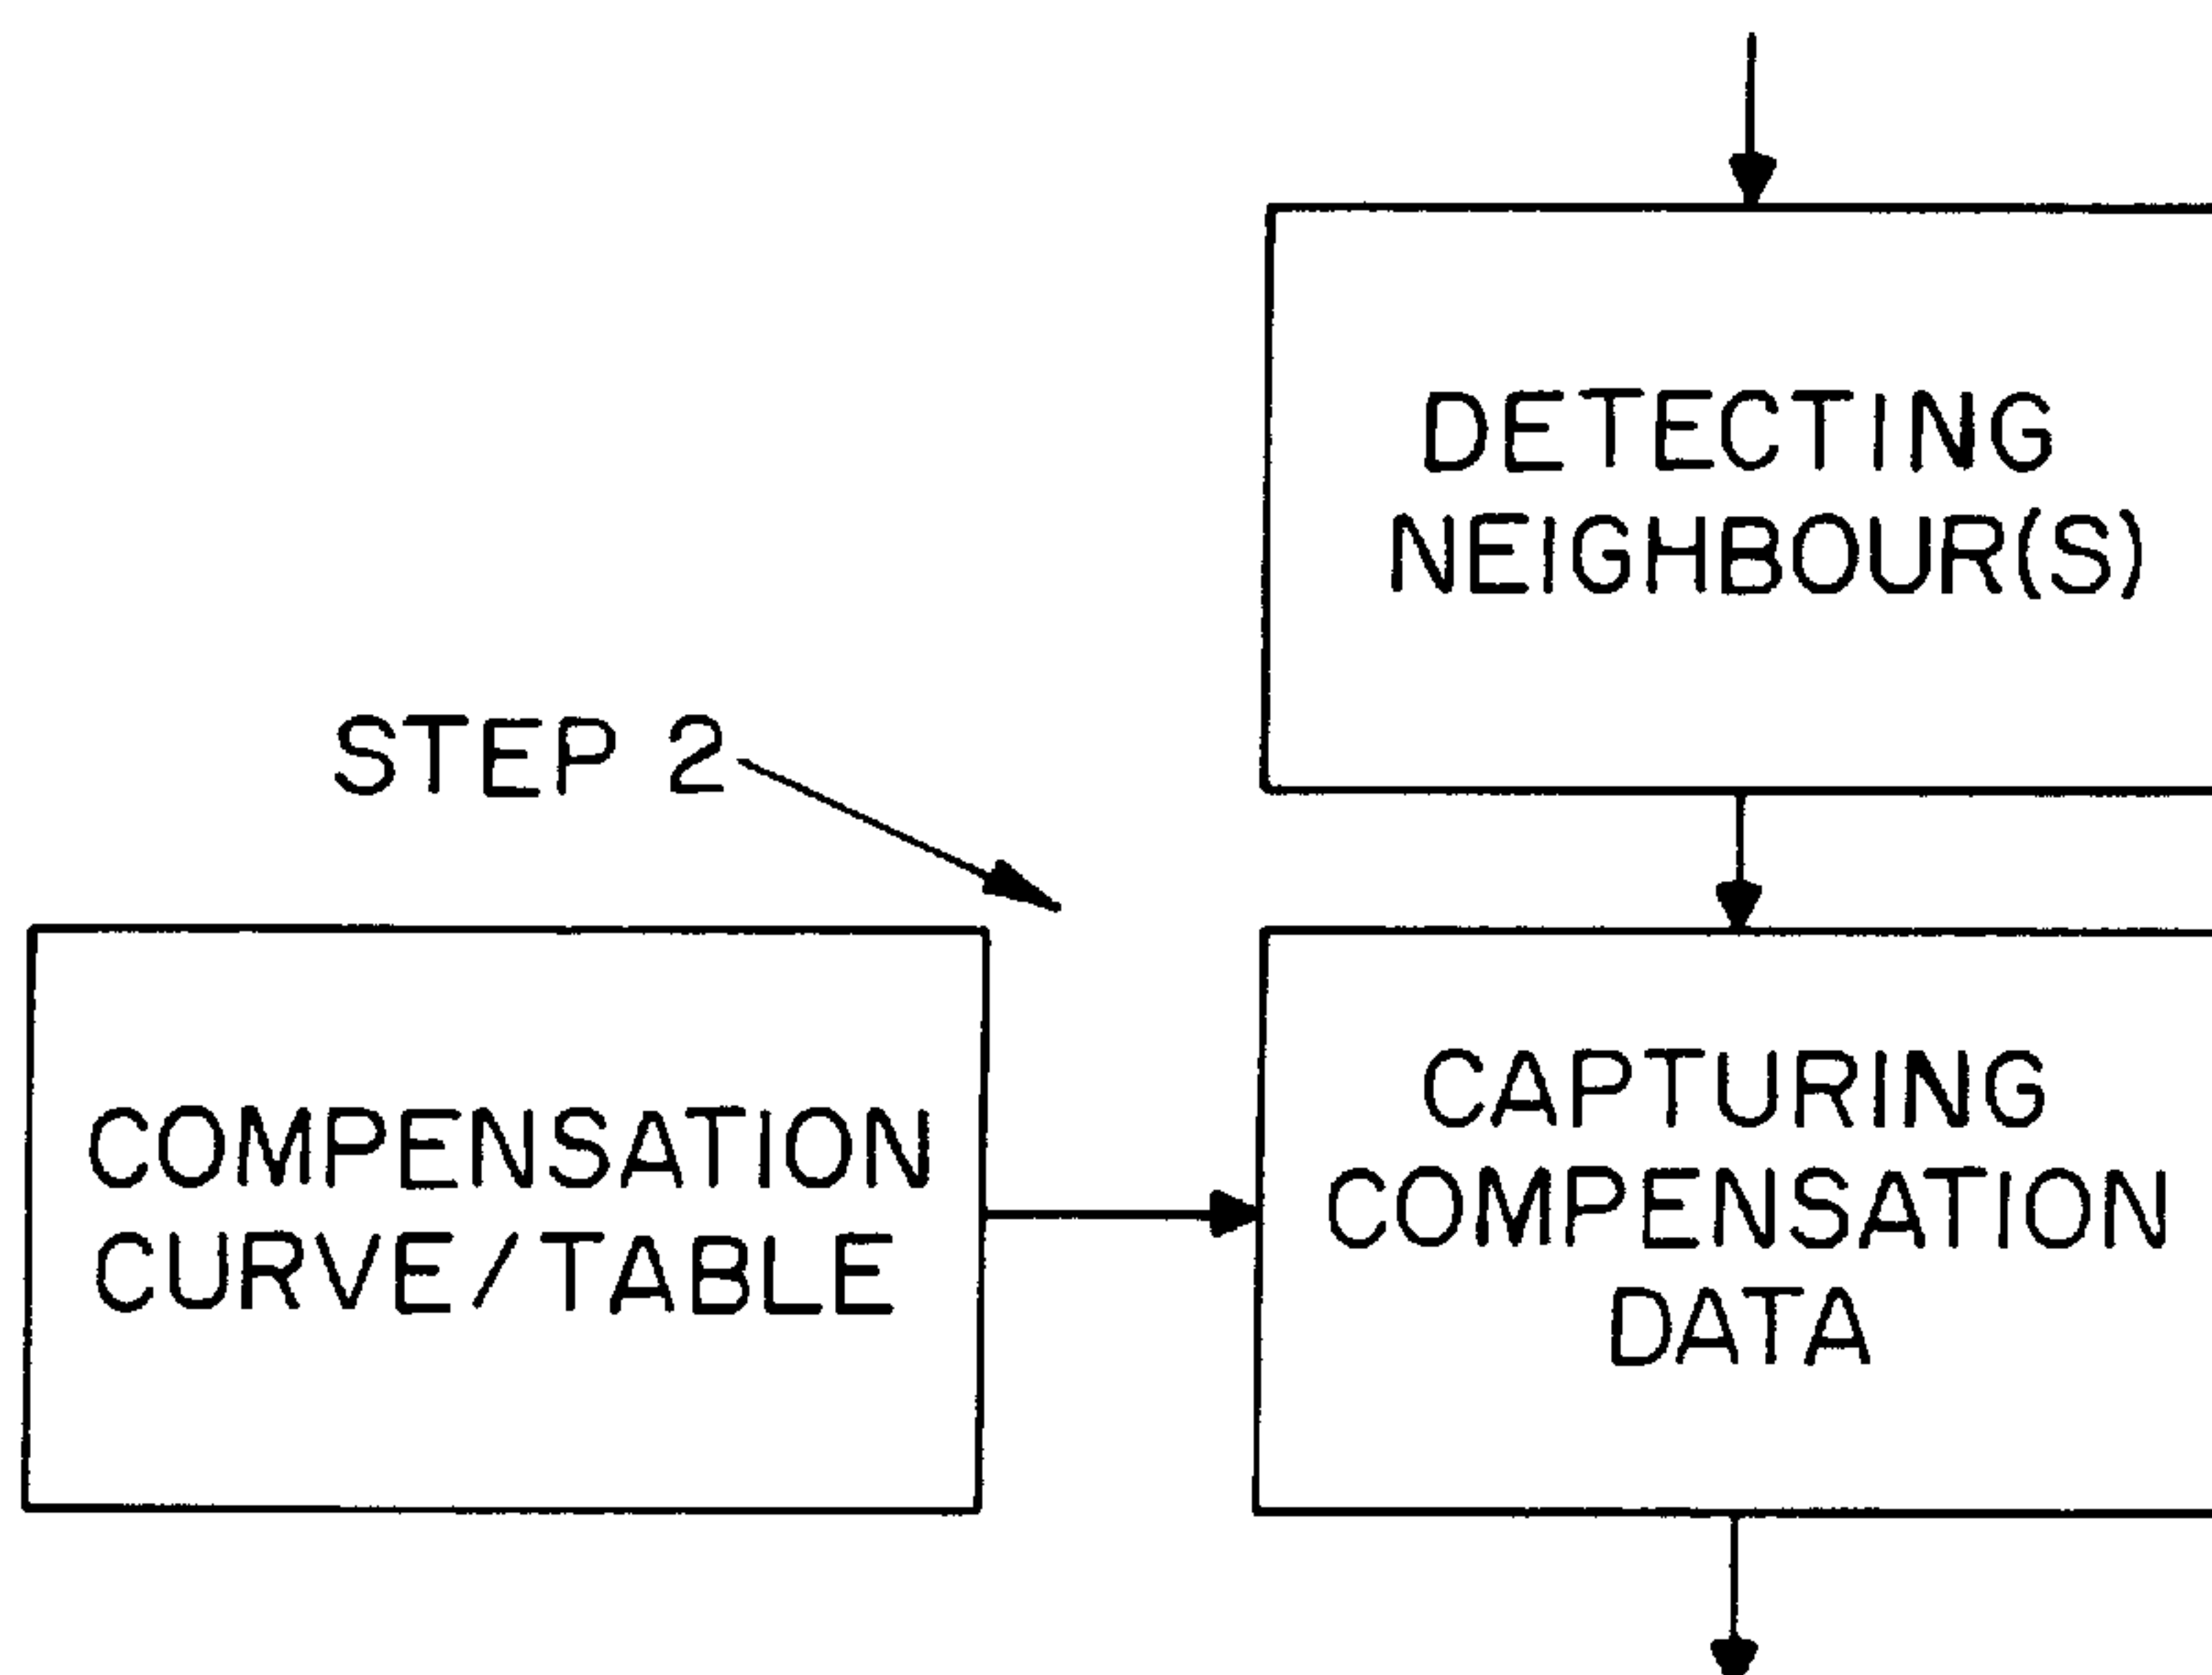 DETECTING
NEIGHBOUR(S)
STEP 2
COMPENSATION
CURVE/TABLE
CAPTURING
COMPENSATION
DATA